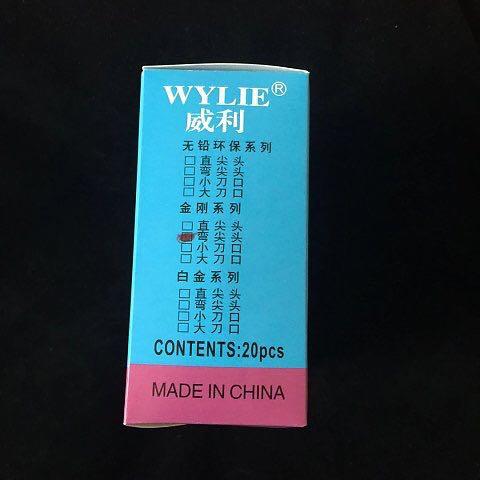 WYLIE®
威利
无铅环保系列
□直尖头
□弯尖头
□小刀口
□大刀口
金刚系列
□直尖头
弯尖头
□小刀口
□大刀口
白金系列
□直尖头
□弯尖头
□小刀口
□大刀口
CONTENTS:20pcs
MADE IN CHINA